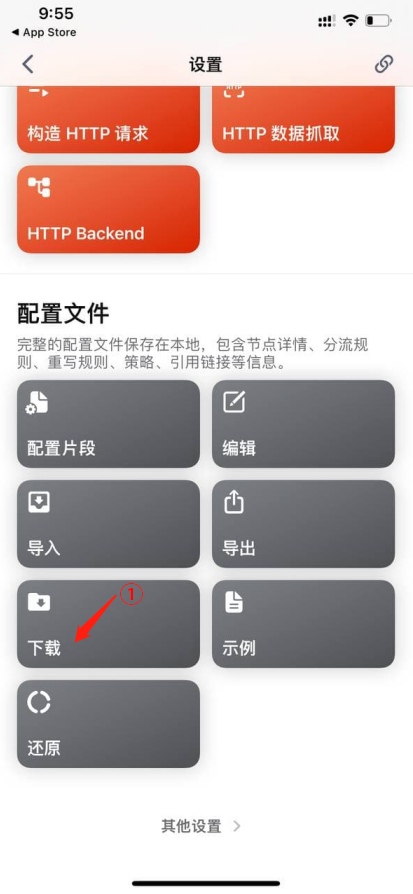 9:55
◀ App Store
设置
构造 HTTP 请求
HTTP
HTTP 数据抓取
HTTP Backend
配置文件
完整的配置文件保存在本地，包含节点详情、分流规
则、重写规则、策略、引用链接等信息。
配置片段
编辑
导入
导出
①
下载
示例
还原
其他设置